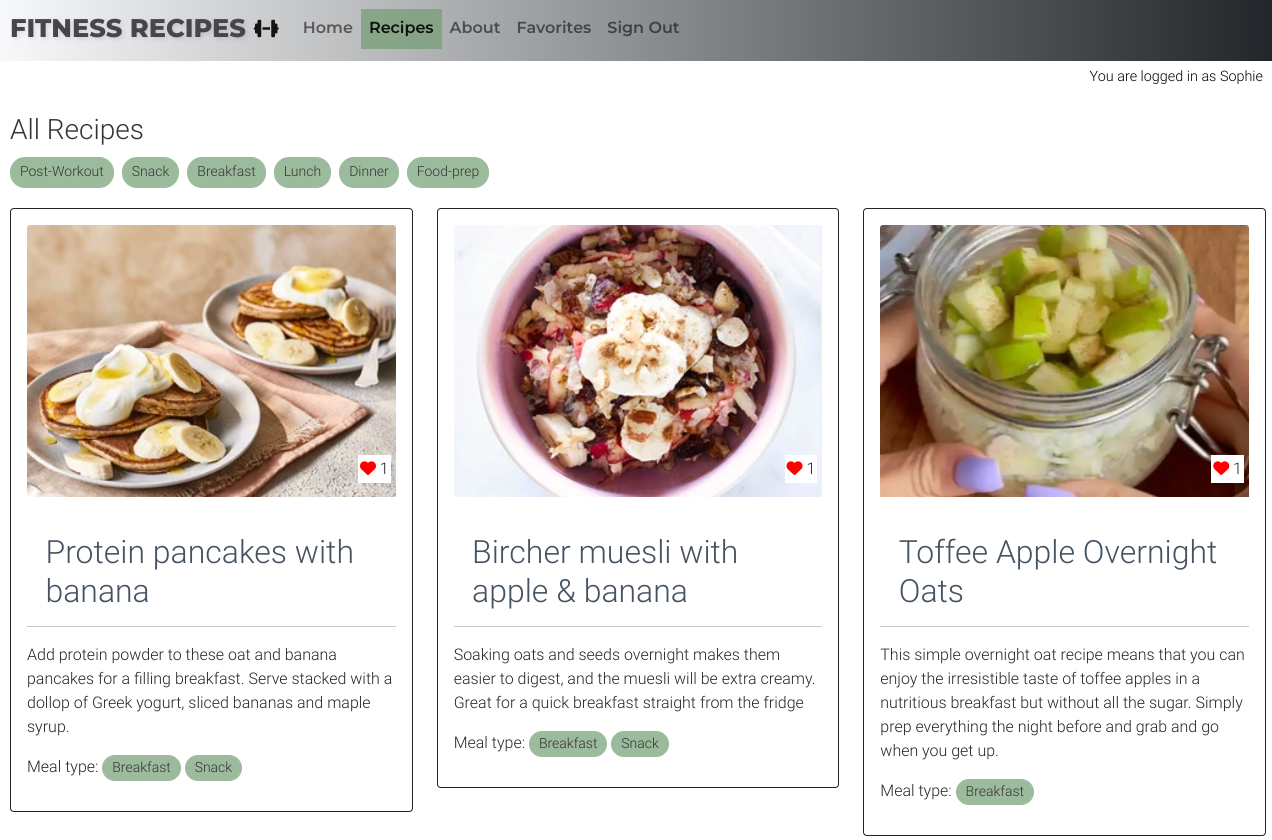 FITNESS RECIPES Home Recipes About Favorites Sign Out
You are logged in as Sophie
All Recipes
Post-Workout Snack Breakfast Lunch Dinner Food-prep
1
Protein pancakes with
banana
Add protein powder to these oat and banana
pancakes for a filling breakfast. Serve stacked with a
dollop of Greek yogurt, sliced bananas and maple
syrup.
Meal type: Breakfast Snack
1
Bircher muesli with
apple & banana
Soaking oats and seeds overnight makes them
easier to digest, and the muesli will be extra creamy.
Great for a quick breakfast straight from the fridge
Meal type: Breakfast Snack
1
Toffee Apple Overnight
Oats
This simple overnight oat recipe means that you can
enjoy the irresistible taste of toffee apples in a
nutritious breakfast but without all the sugar. Simply
prep everything the night before and grab and go
when you get up.
Meal type: Breakfast